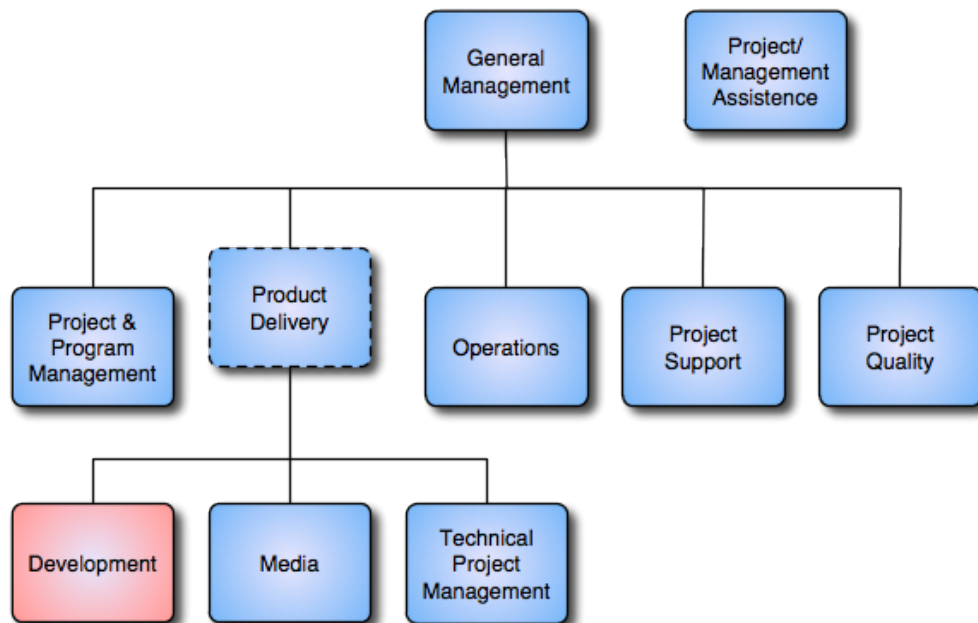 General
Management
Project/
Management
Assistence
Project &
Program
Management
Product
Delivery
Operations
Project
Support
Project
Quality
Development
Media
Technical
Project
Management